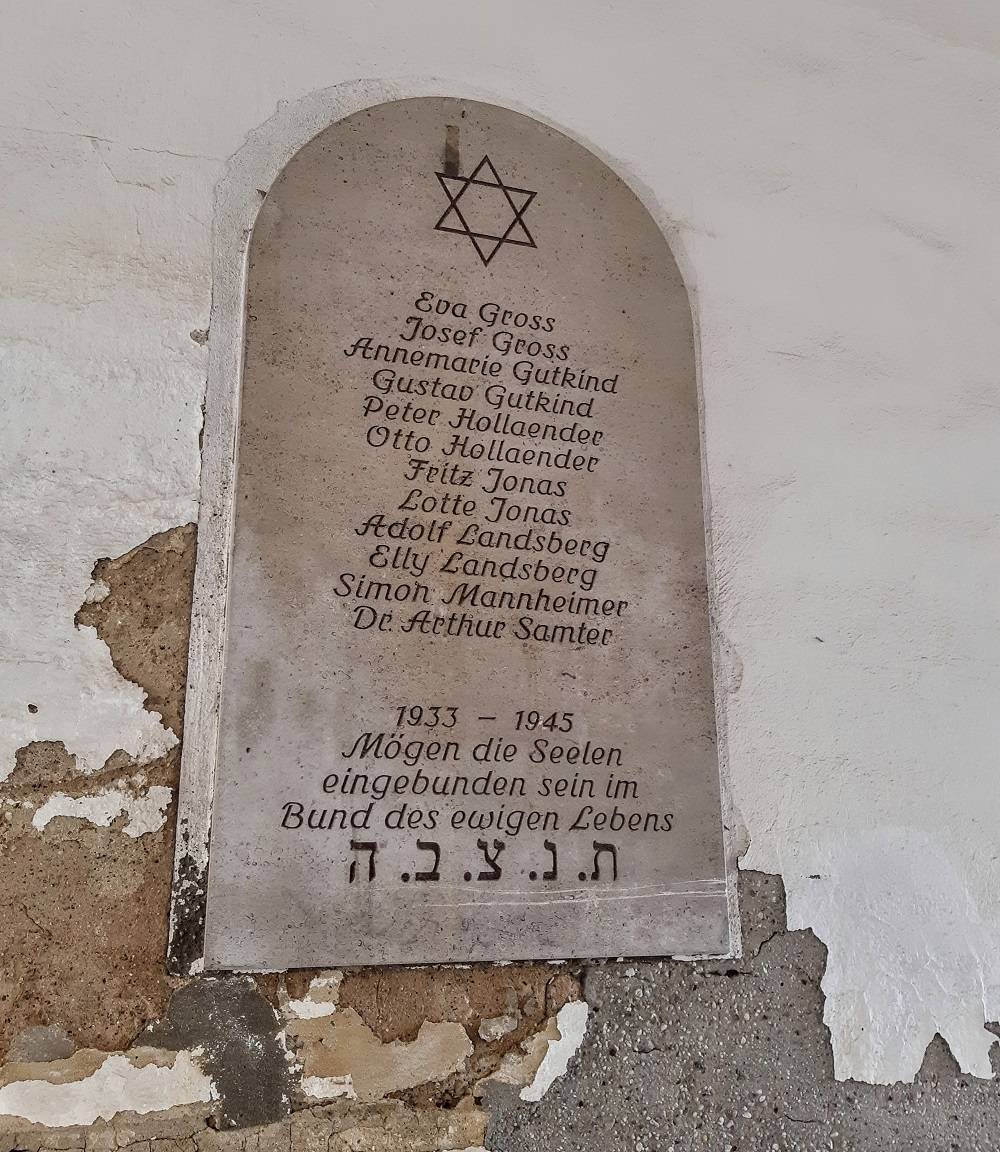 Eva Gross
Josef Gross
Annemarie Gutkind
Gustav Gutkind
Peter Hollaender
Otto Hollaender
Fritz Jonas
Lotte Jonas
Adolf Landsberg
Elly Landsberg
Simon Mannheimer
Dr. Arthur Samter
1933 – 1945
Mögen die Seelen
eingebunden sein im
Bund des ewigen Lebens
ת.נ.צ.ב.ה